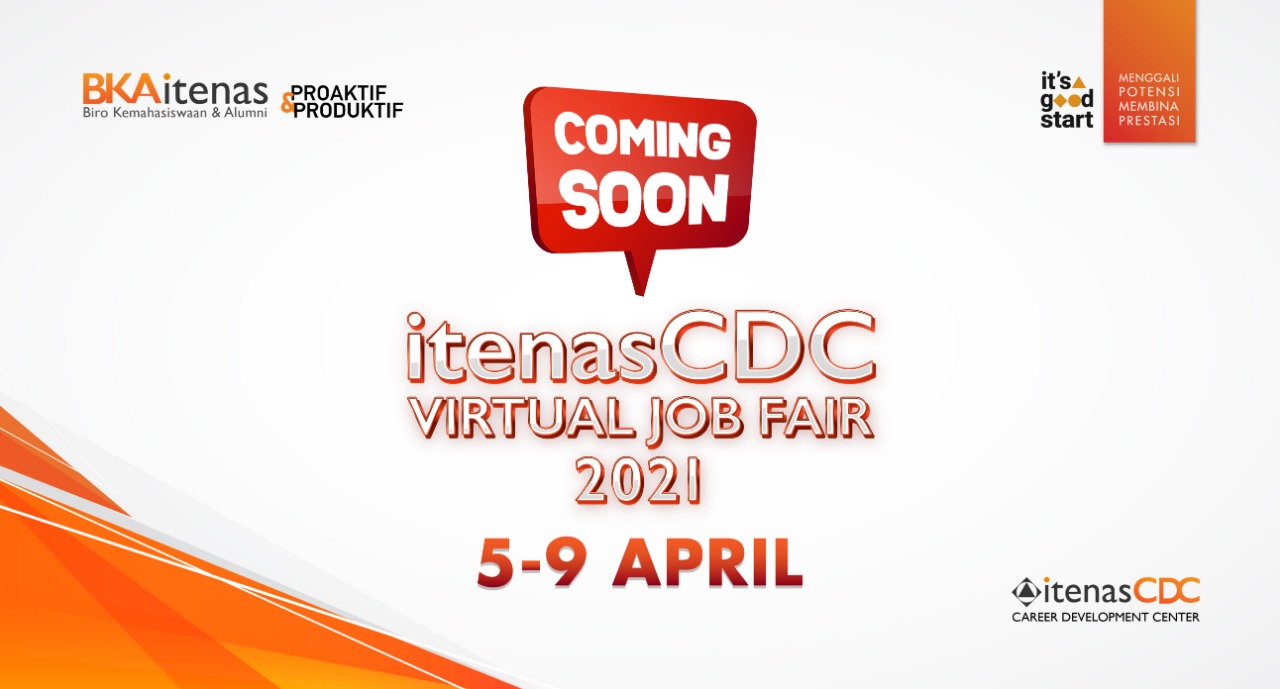 BKAitenas
Biro Kemahasiswaan & Alumni
PROAKTIF
&PRODUKTIF
it's
good
start
MENGGALI
POTENSI
MEMBINA
PRESTASI
COMING
SOON
itenasCDC
VIRTUAL JOB FAIR
2021
5-9 APRIL
itenasCDC
CAREER DEVELOPMENT CENTER